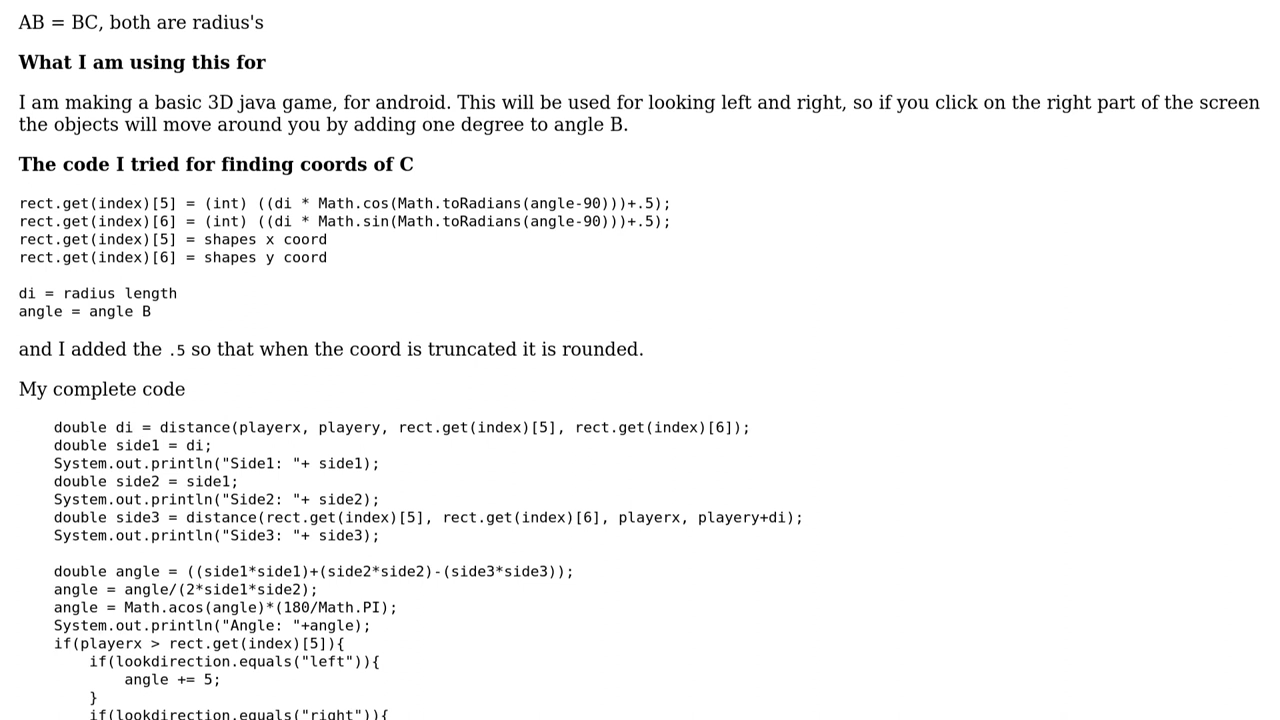 AB = BC, both are radius's
What I am using this for
I am making a basic 3D java game, for android. This will be used for looking left and right, so if you click on the right part of the screen
the objects will move around you by adding one degree to angle B.
The code I tried for finding coords of C
rect.get(index)[5] = (int) ((di * Math.cos(Math.toRadians(angle-90)))+.5);
rect.get(index)[6] = (int) ((di * Math.sin(Math.toRadians(angle-90)))+.5);
rect.get(index)[5] = shapes x coord
rect.get(index)[6] = shapes y coord
di = radius length
angle = angle B
and I added the .5 so that when the coord is truncated it is rounded.
My complete code
double di = distance(playerx, playery, rect.get(index)[5], rect.get(index)[6]);
double side1 = di;
System.out.println("Side1: "+ side1);
double side2 = side1;
System.out.println("Side2: "+ side2);
double side3 = distance(rect.get(index)[5], rect.get(index)[6], playerx, playery+di);
System.out.println("Side3: "+ side3);
double angle = ((side1*side1)+(side2*side2)-(side3*side3));
angle = angle/(2*side1*side2);
angle = Math.acos(angle)*(180/Math.PI);
System.out.println("Angle: "+angle);
if(playerx > rect.get(index)[5]){
if(lookdirection.equals("left")){
angle += 5;
}
if(lookdirection.equals("right")){